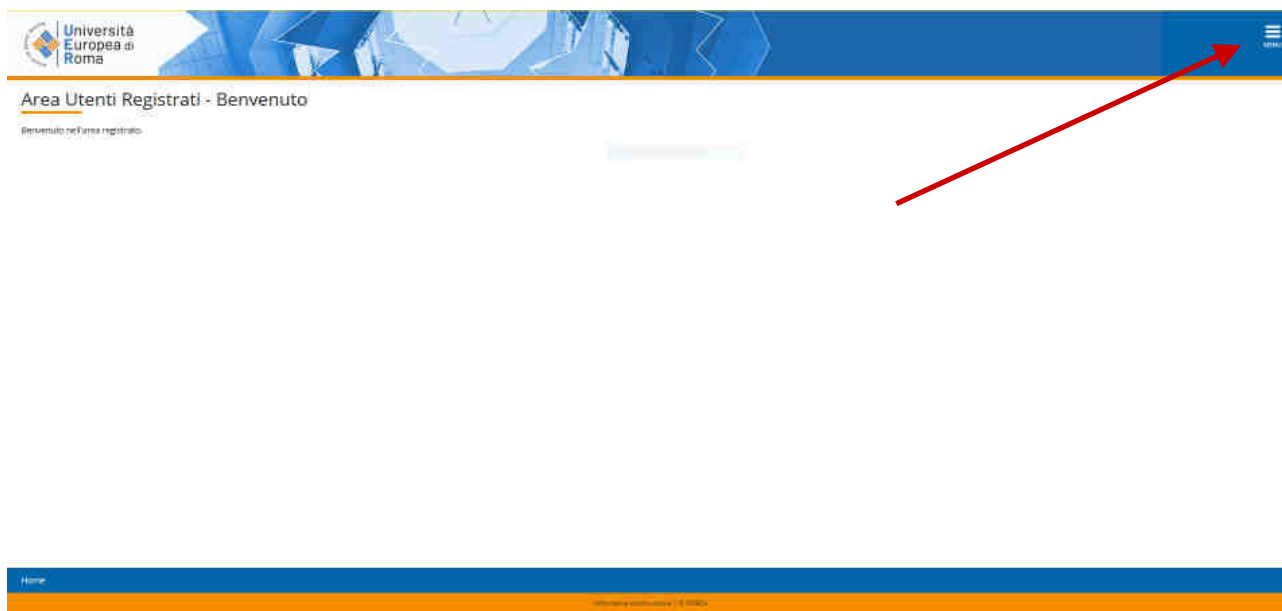 Università
Europea di
Roma
MENU
Area Utenti Registrati - Benvenuto
Benvenuto nell'area registrato.
Home